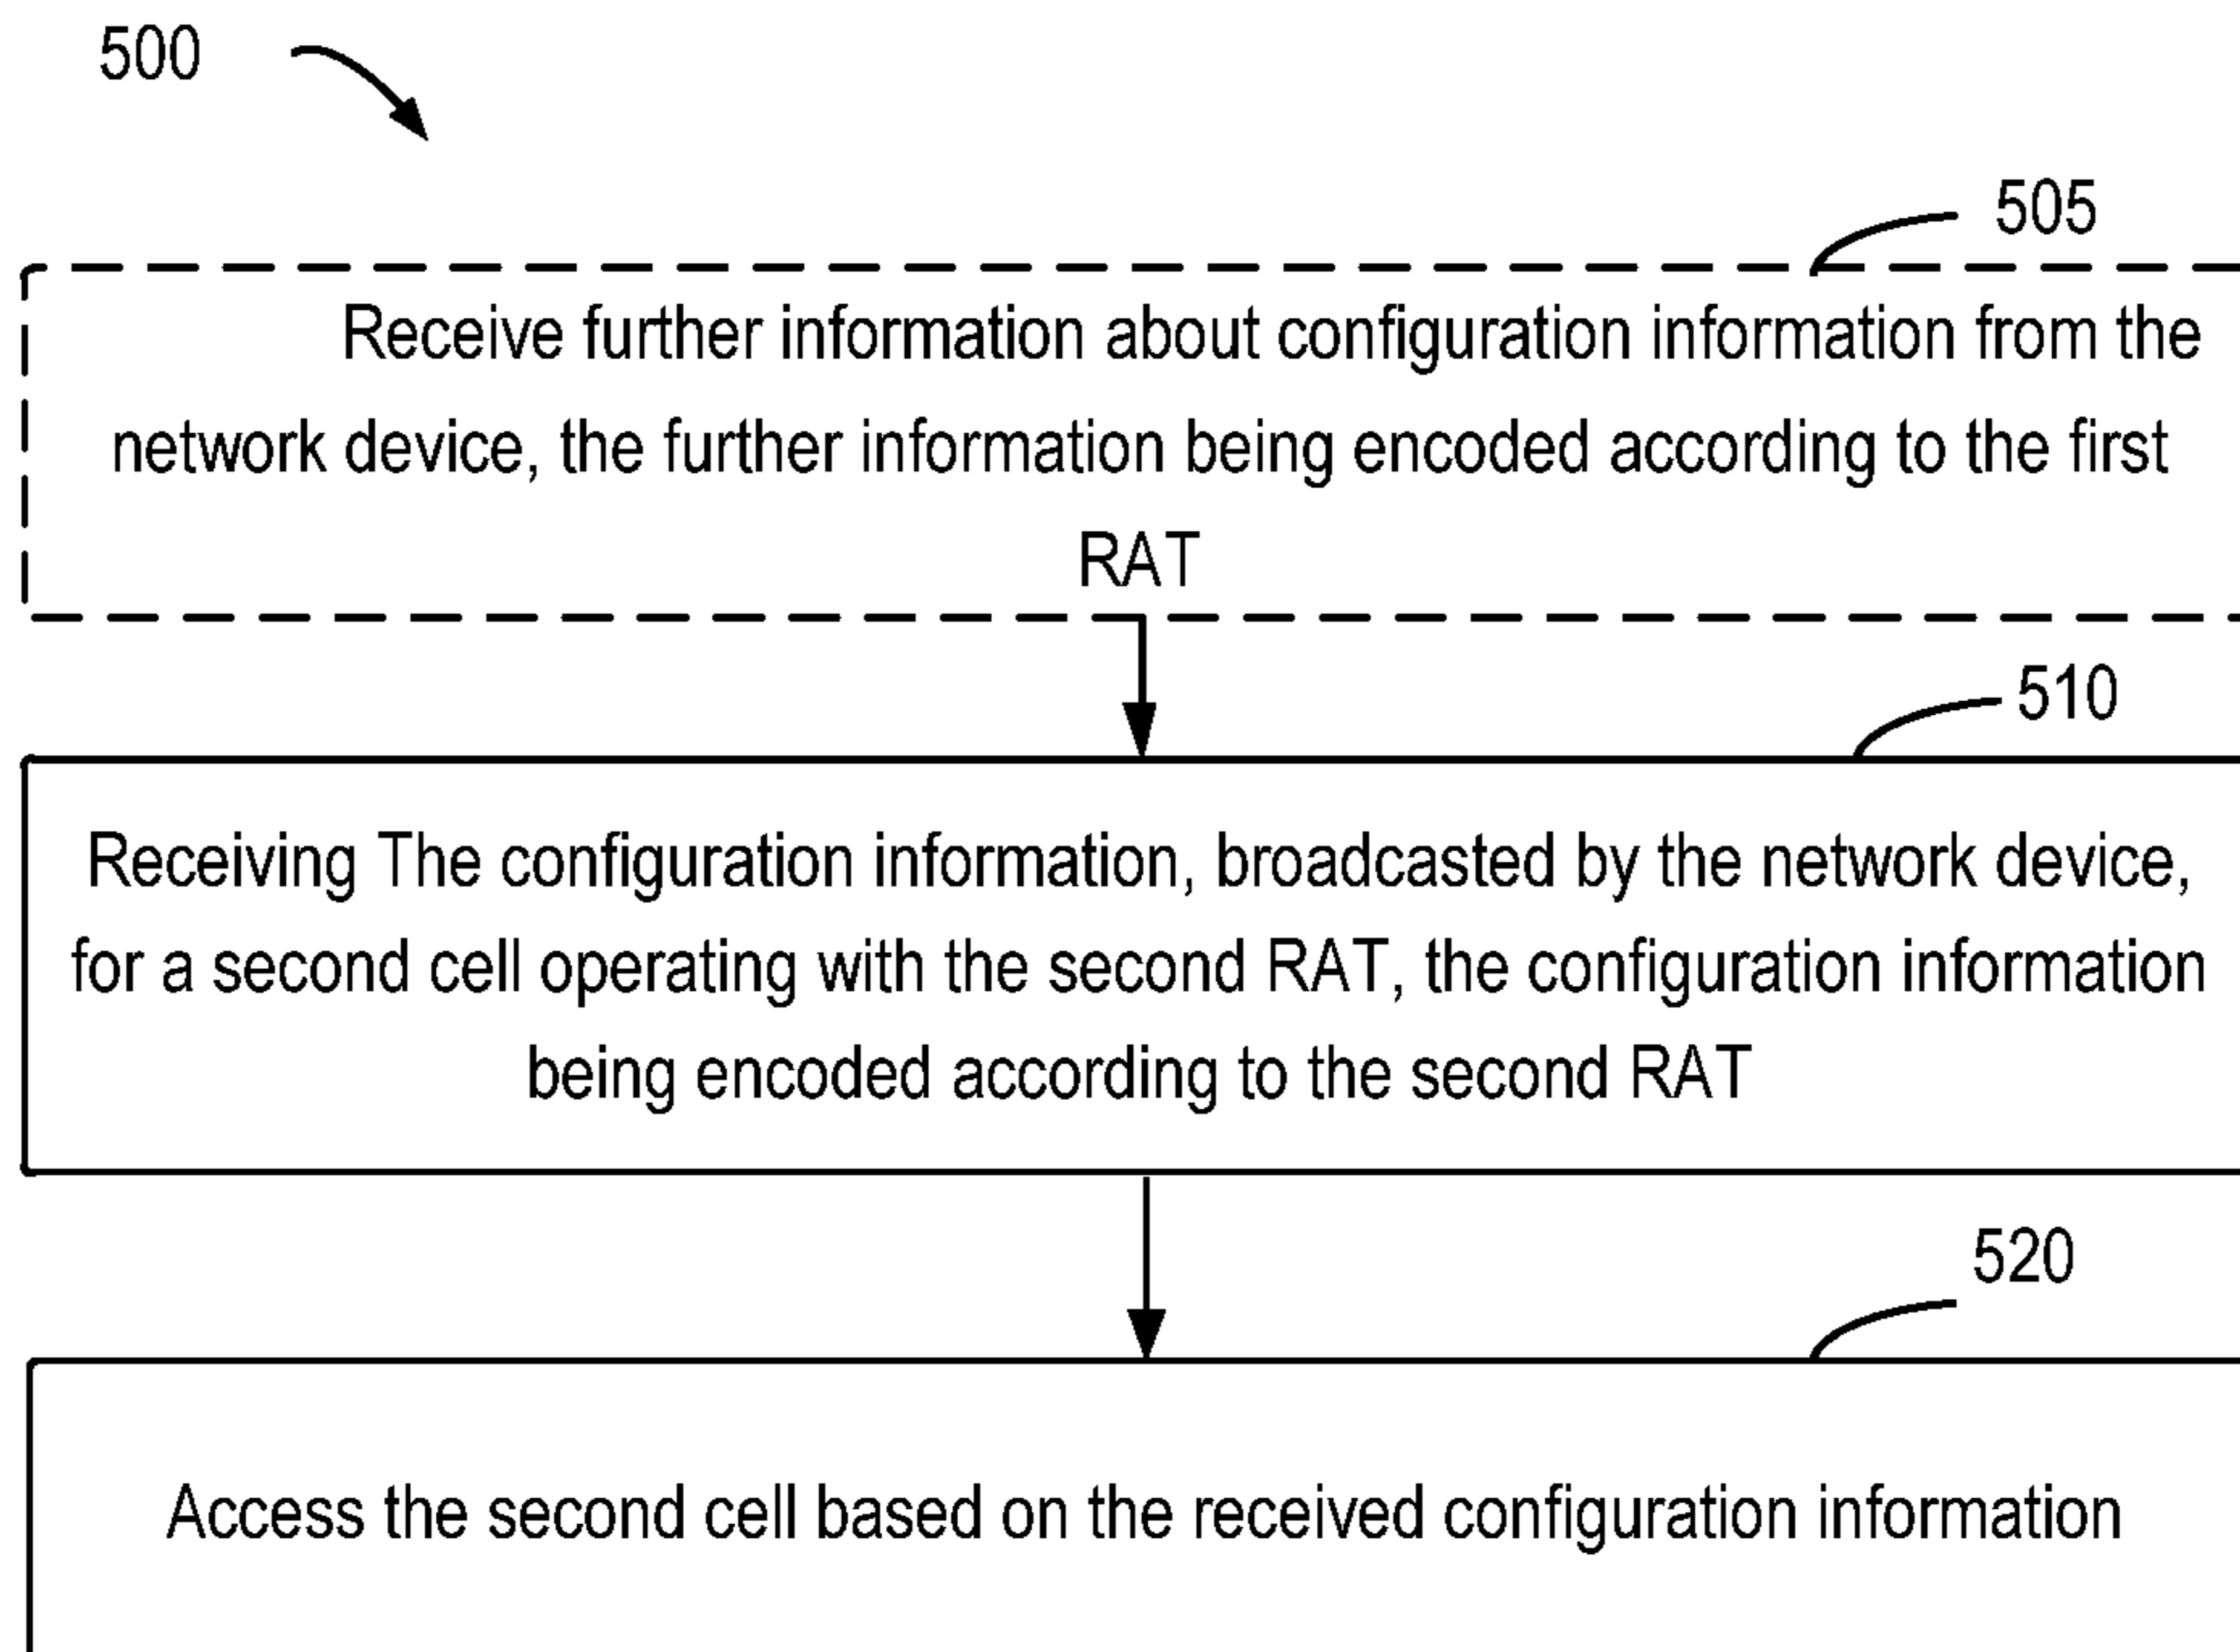 500
505
Receive further information about configuration information from the
network device, the further information being encoded according to the first
RAT
510
Receiving The configuration information, broadcasted by the network device,
for a second cell operating with the second RAT, the configuration information
being encoded according to the second RAT
520
Access the second cell based on the received configuration information